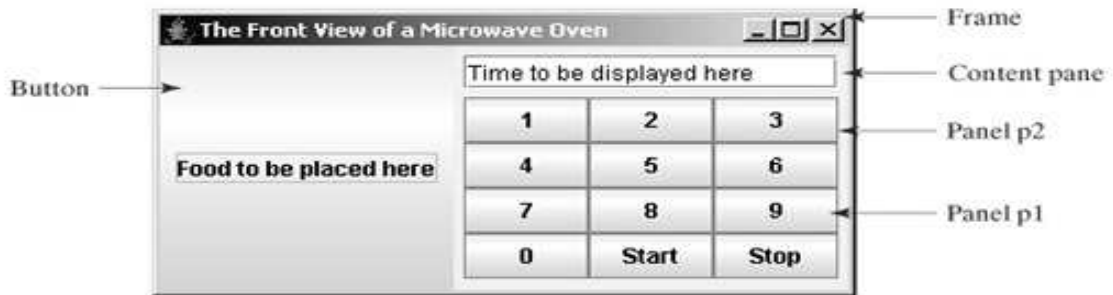 The Front View of a Microwave Oven
Frame
Button
Time to be displayed here
Content pane
1 2 3
Panel p2
Food to be placed here
4 5 6
7 8 9
Panel p1
0 Start Stop